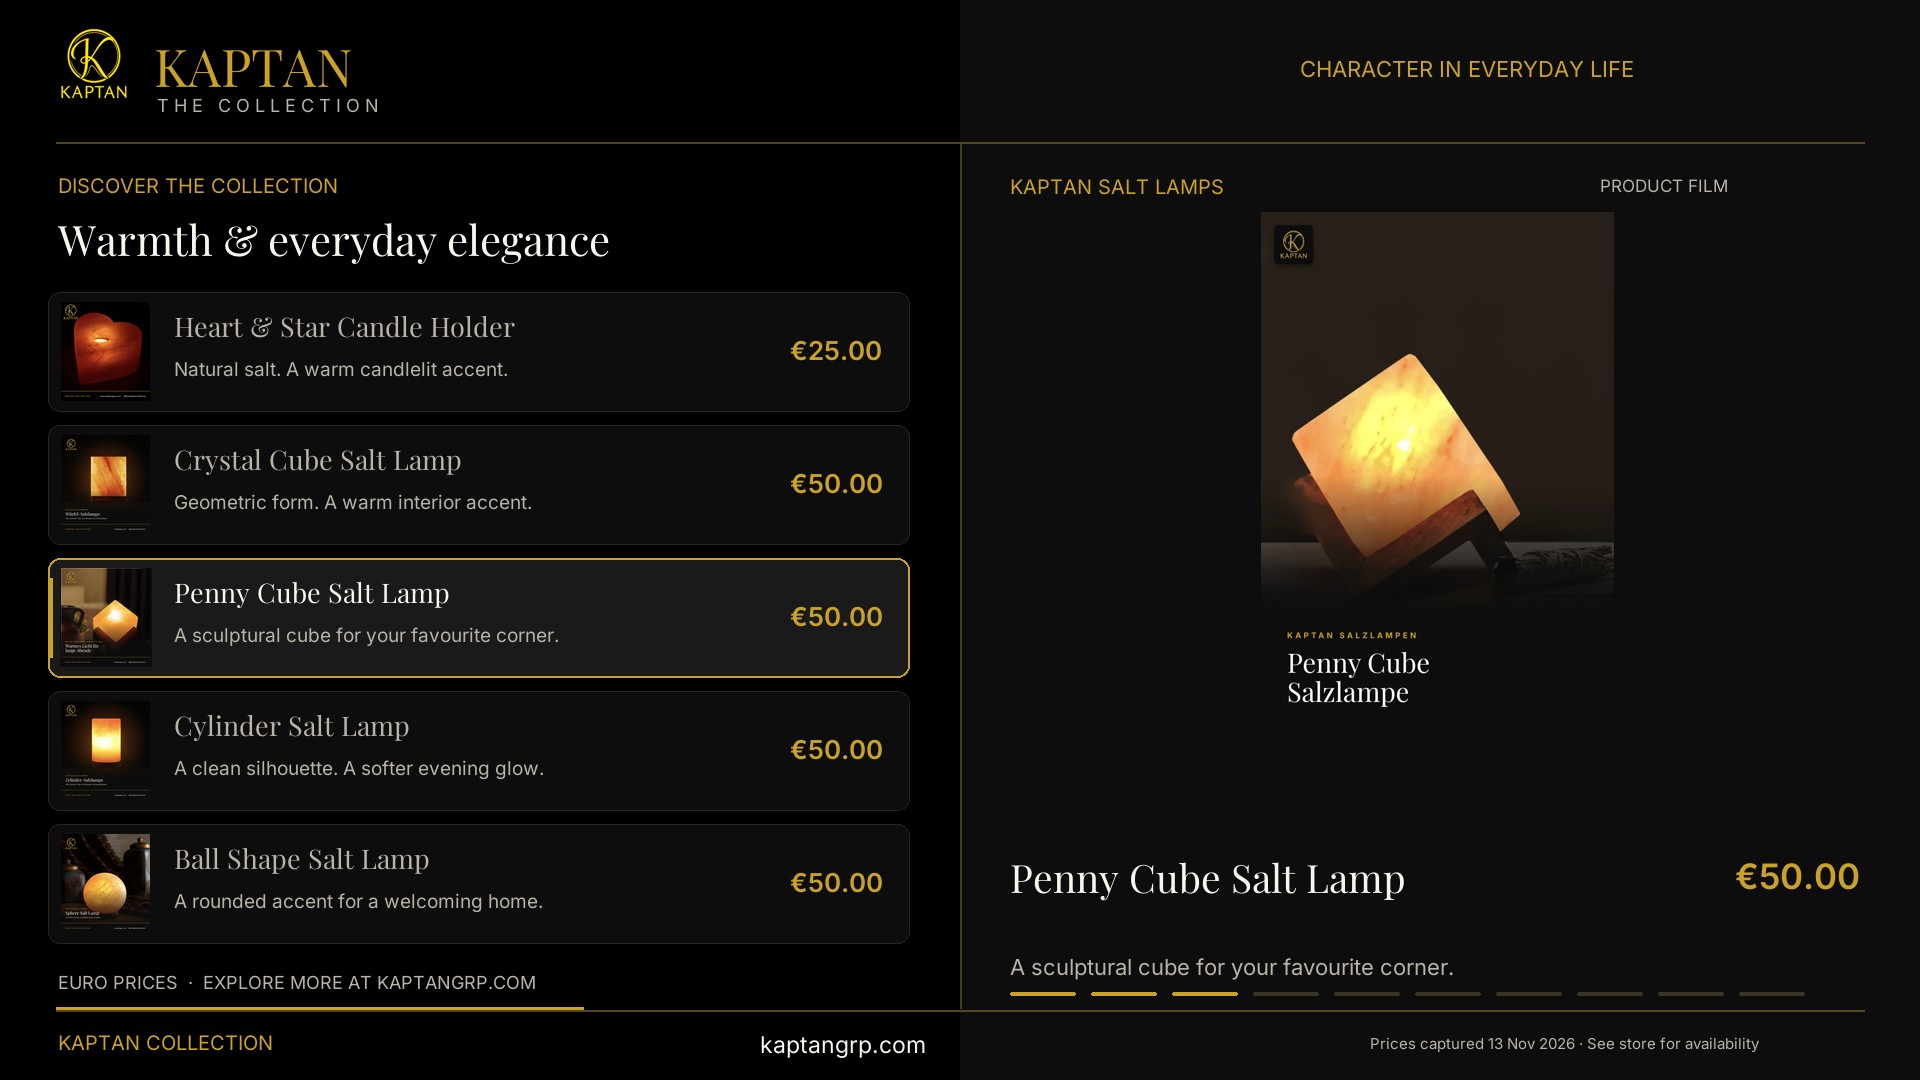 KAPTAN
KAPTAN
THE COLLECTION
CHARACTER IN EVERYDAY LIFE
DISCOVER THE COLLECTION
Warmth & everyday elegance
Heart & Star Candle Holder
Natural salt. A warm candlelit accent.
€25.00
Crystal Cube Salt Lamp
Geometric form. A warm interior accent.
€50.00
Penny Cube Salt Lamp
A sculptural cube for your favourite corner.
€50.00
Cylinder Salt Lamp
A clean silhouette. A softer evening glow.
€50.00
Ball Shape Salt Lamp
A rounded accent for a welcoming home.
€50.00
EURO PRICES · EXPLORE MORE AT KAPTANGRP.COM
KAPTAN SALT LAMPS
PRODUCT FILM
KAPTAN
KAPTAN SALZLAMPEN
Penny Cube
Salzlampe
Penny Cube Salt Lamp
€50.00
A sculptural cube for your favourite corner.
KAPTAN COLLECTION
kaptangrp.com
Prices captured 13 Nov 2026 · See store for availability